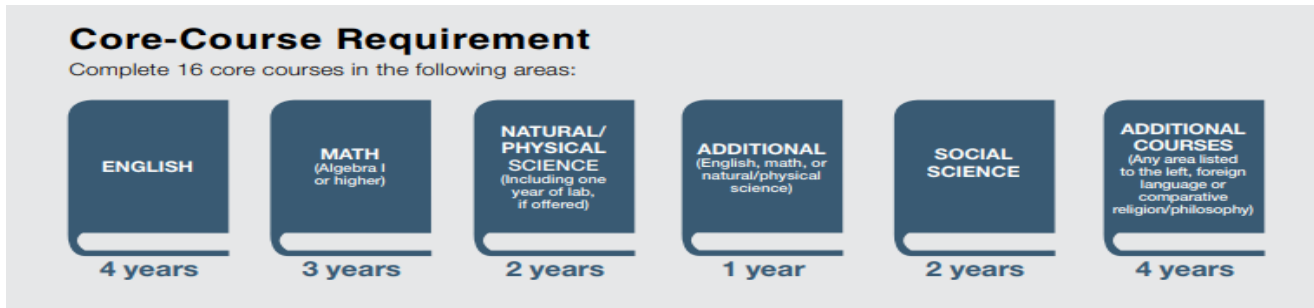 Core-Course Requirement
Complete 16 core courses in the following areas:
ENGLISH
4 years
MATH
(Algebra I
or higher)
3 years
NATURAL/
PHYSICAL
SCIENCE
(Including one
year of lab,
if offered)
2 years
ADDITIONAL
(English, math, or
natural/physical
science)
1 year
SOCIAL
SCIENCE
2 years
ADDITIONAL
COURSES
(Any area listed
to the left, foreign
language or
comparative
religion/philosophy)
4 years